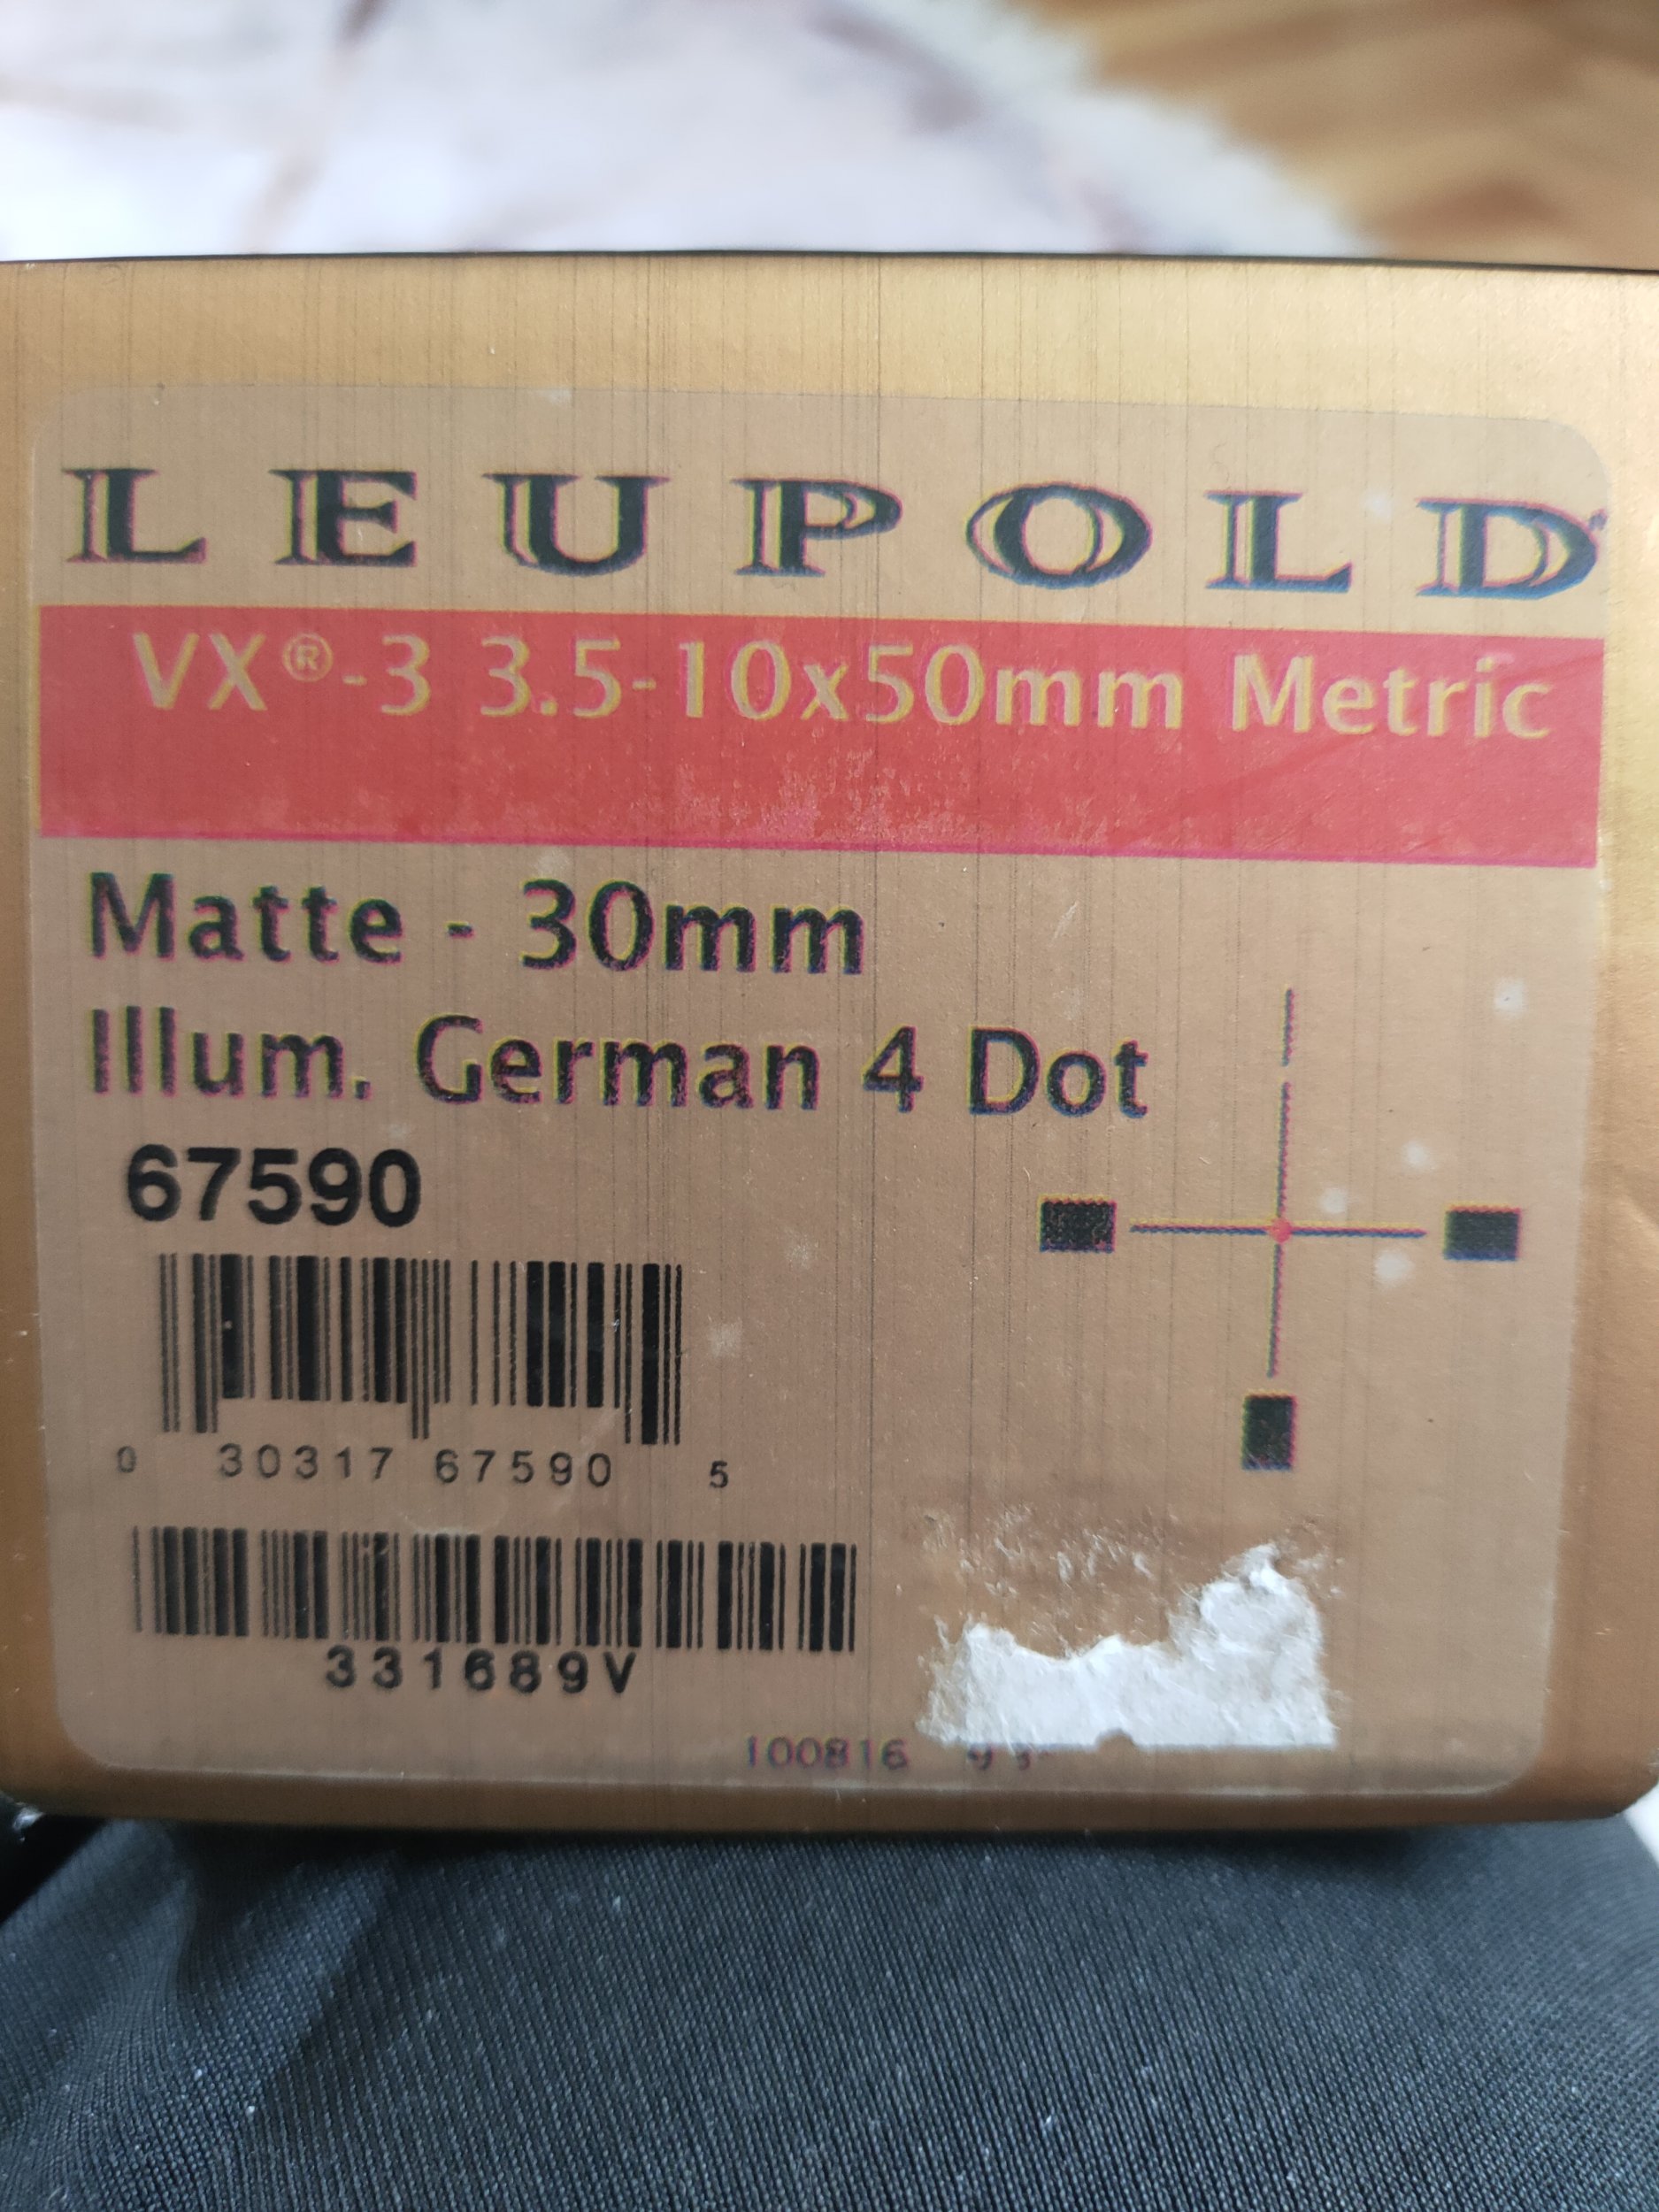 LEUPOLD
VX®-3 3.5-10x50mm Metric
Matte - 30mm
Illum. German 4 Dot
67590
0 30317 67590 5
331689V
100816